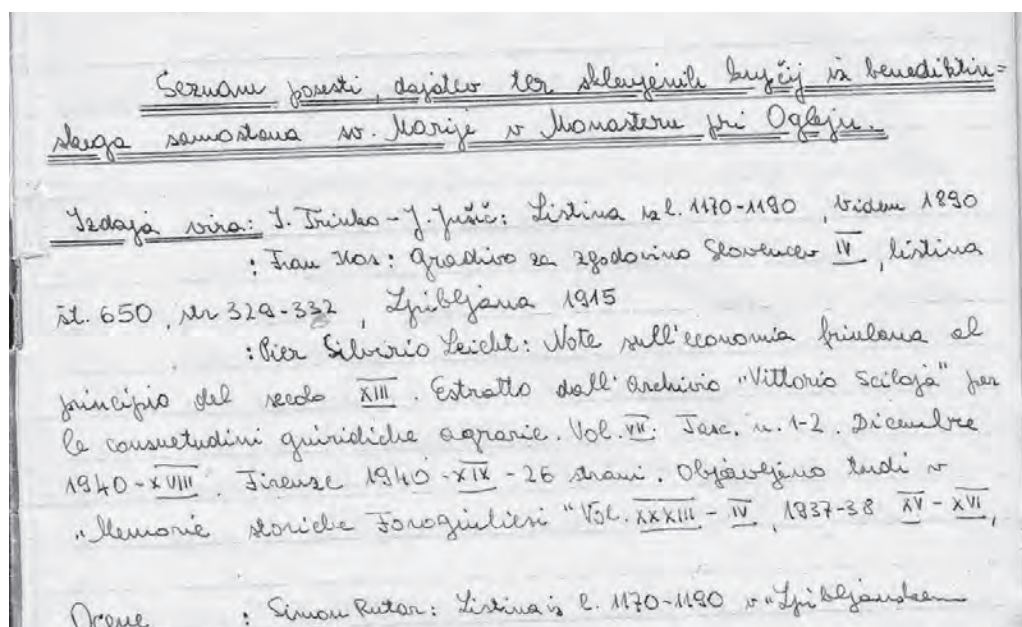 Seznam posesti, dajatev ter sklenjenih kupčij iz benediktin=
skega samostana sv. Marije v Monasteru pri Ogleju.
Izdaja vira: I. Trinko - J. Jušič: Listina iz l. 1170-1190, Videm 1890
: Franc Kos: Gradivo za zgodovino Slovencev IV, listina
št. 650, str 329-332, Ljubljana 1915
: Pier Silverio Leicht: Note sull'economia friulana al
principio del secolo XIII. Estratto dall'Archivio "Vittorio Scialoja" per
le consuetudini guiridiche agrarie. Vol. VII. Fasc. n. 1-2. Dicembre
1940-XVIII. Firenze 1940-XIX - 26 strani. Objavljeno tudi v
"Memorie storiche Forogiuliesi" Vol. XXXIII - IV, 1937-38 XV - XVI,
Ocene : Simon Rutar: Listina iz l. 1170-1190 v "Ljubljanskem